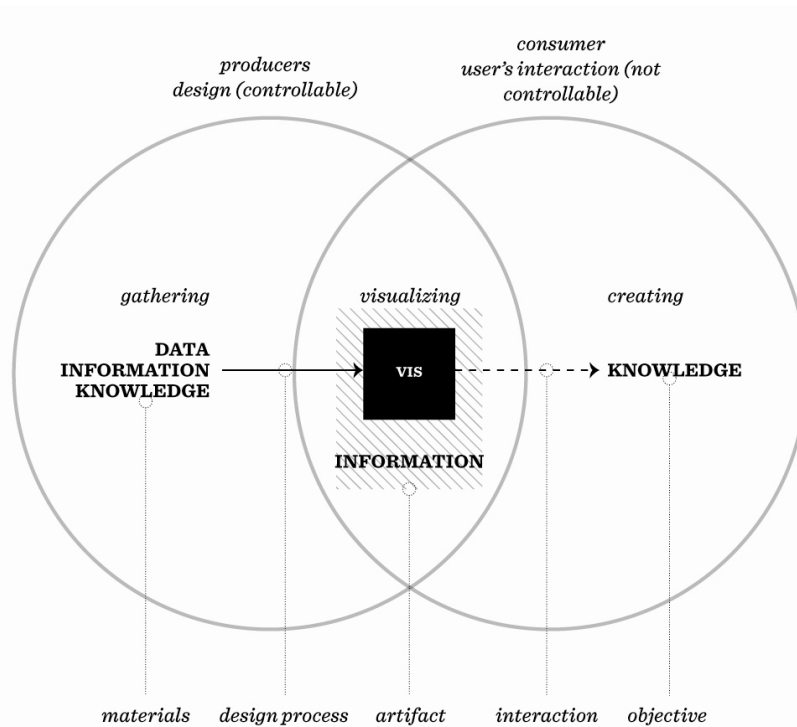 producers
design (controllable)
consumer
user's interaction (not
controllable)
gathering
visualizing
creating
DATA
INFORMATION
KNOWLEDGE
VIS
KNOWLEDGE
INFORMATION
materials
design process
artifact
interaction
objective